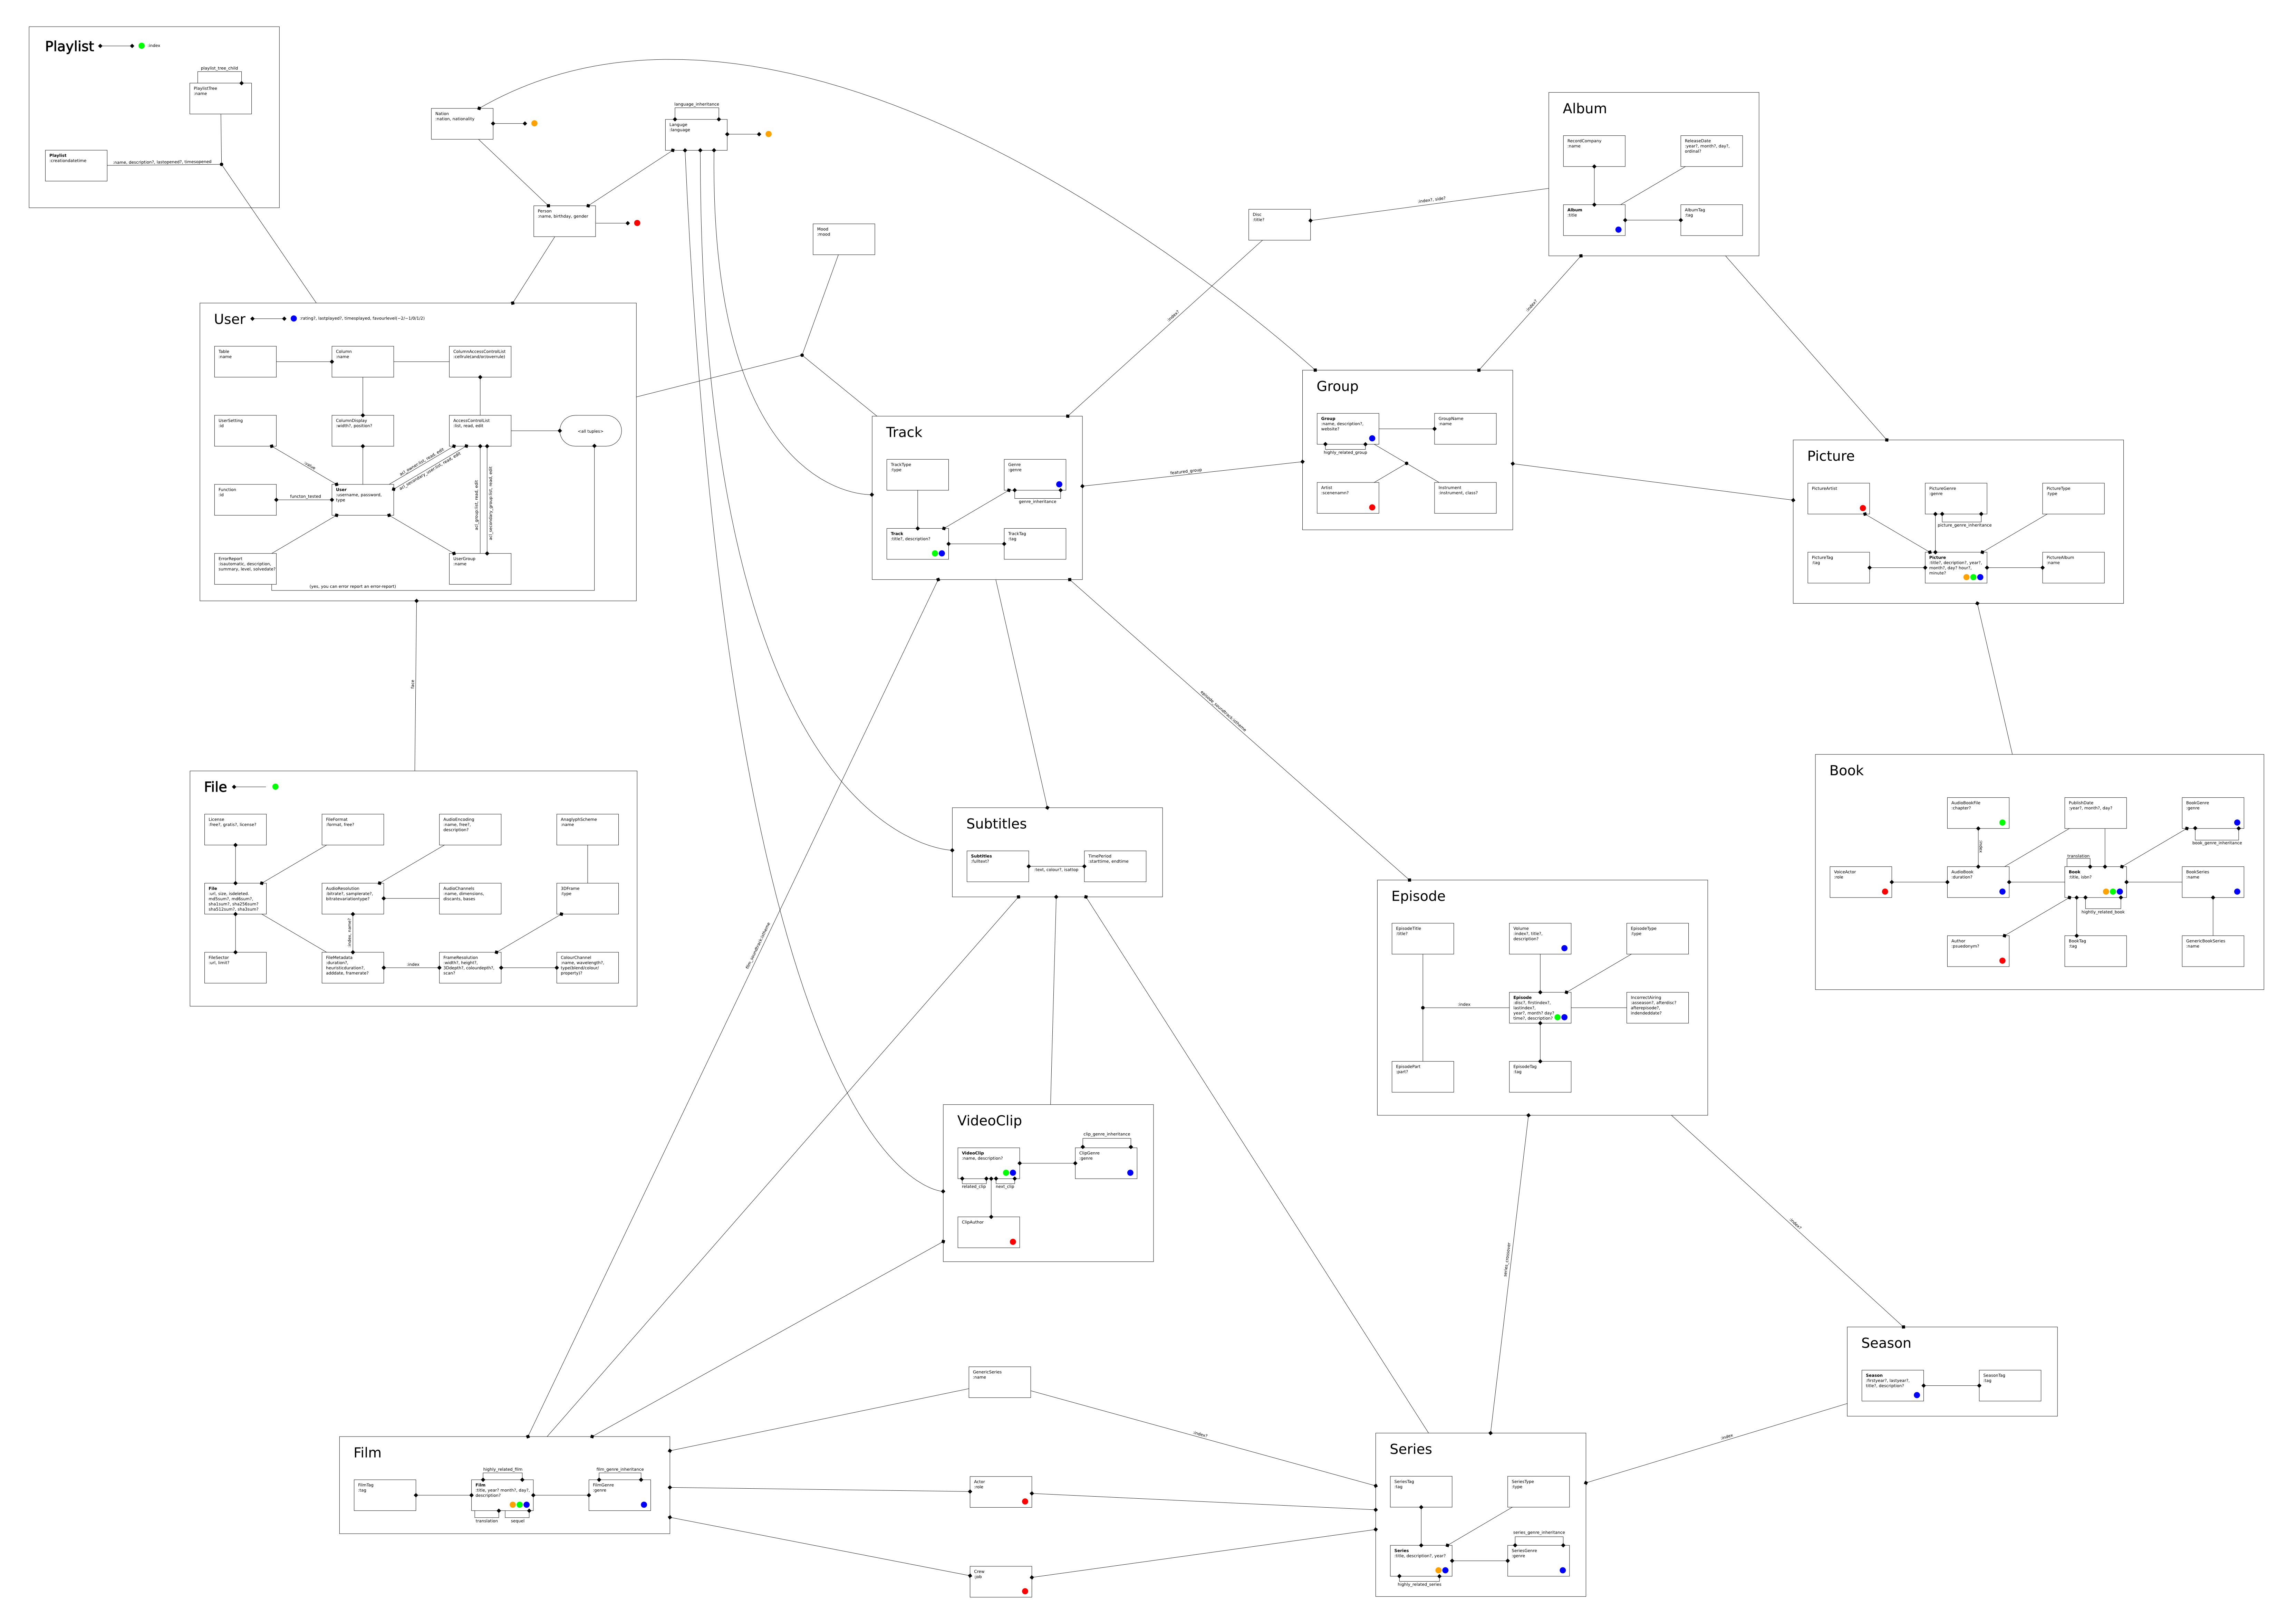 Playlist
:index
playlist_tree_child
PlaylistTree
:name
Playlist
:creationdatetime
:name, description?, lastopened?, timesopened
Nation
:nation, nationality
language_inheritance
Languge
:language
Person
:name, birthday, gender
Mood
:mood
Disc
:title?
:index?, side?
:index?
:index?
Album
RecordCompany
:name
ReleaseDate
:year?, month?, day?,
ordinal?
Album
:title
AlbumTag
:tag
User
:rating?, lastplayed?, timesplayed, favourlevel(−2/−1/0/1/2)
Table
:name
Column
:name
ColumnAccessControlList
:cellrule(and/or/overrule)
UserSetting
:id
ColumnDisplay
:width?, position?
AccessControlList
:list, read, edit
<all tuples>
:value
acl_owner:list, read, edit
acl_secondary_user:list, read, edit
Function
:id
function_tested
User
:username, password,
type
acl_group:list, read, edit
acl_secondary_group:list, read, edit
ErrorReport
:isautomatic, description,
summary, level, solvedate?
UserGroup
:name
(yes, you can error report an error-report)
Track
TrackType
:type
Genre
:genre
genre_inheritance
Track
:title?, description?
TrackTag
:tag
featured_group
Group
Group
:name, description?,
website?
GroupName
:name
highly_related_group
Artist
:scenenamn?
Instrument
:instrument, class?
Picture
PictureArtist
PictureGenre
:genre
PictureType
:type
picture_genre_inheritance
PictureTag
:tag
Picture
:title?, decription?, year?,
month?, day? hour?,
minute?
PictureAlbum
:name
:face
episode_soundtrack:istheme
film_soundtrack:istheme
File
License
:free?, gratis?, license?
FileFormat
:format, free?
AudioEncoding
:name, free?,
description?
AnaglyphScheme
:name
File
:url, size, isdeleted,
md5sum?, md6sum?,
sha1sum?, sha256sum?
sha512sum?, sha3sum?
AudioResolution
:bitrate?, samplerate?,
bitratevariationtype?
AudioChannels
:name, dimensions,
discants, bases
3DFrame
:type
:index, name?
FileSector
:url, limit?
FileMetadata
:duration?,
heuristicduration?,
adddate, framerate?
:index
FrameResolution
:width?, height?,
3Ddepth?, colourdepth?,
scan?
ColourChannel
:name, wavelength?,
type(blend/colour/
property)?
Subtitles
Subtitles
:fulltext?
TimePeriod
:starttime, endtime
:text, colour?, isattop
Book
AudioBookFile
:chapter?
PublishDate
:year?, month?, day?
BookGenre
:genre
book_genre_inheritance
:index
translation
VoiceActor
:role
AudioBook
:duration?
Book
:title, isbn?
BookSeries
:name
highly_related_book
Author
:psuedonym?
BookTag
:tag
GenericBookSeries
:name
Episode
EpisodeTitle
:title?
Volume
:index?, title?,
description?
EpisodeType
:type
:index
Episode
:disc?, firstindex?,
lastindex?,
year?, month? day?
time?, description?
IncorrectAiring
:asseason?, afterdisc?
afterepisode?,
indendeddate?
EpisodePart
:part?
EpisodeTag
:tag
VideoClip
clip_genre_inheritance
VideoClip
:name, description?
ClipGenre
:genre
related_clip
next_clip
ClipAuthor
series_crossover
:index?
Season
Season
:firstyear?, lastyear?,
title?, description?
SeasonTag
:tag
GenericSeries
:name
:index?
:index
Film
highly_related_film
film_genre_inheritance
FilmTag
:tag
Film
:title, year? month?, day?,
description?
FilmGenre
:genre
translation
sequel
Actor
:role
Crew
:job
Series
SeriesTag
:tag
SeriesType
:type
series_genre_inheritance
Series
:title, description?, year?
SeriesGenre
:genre
highly_related_series